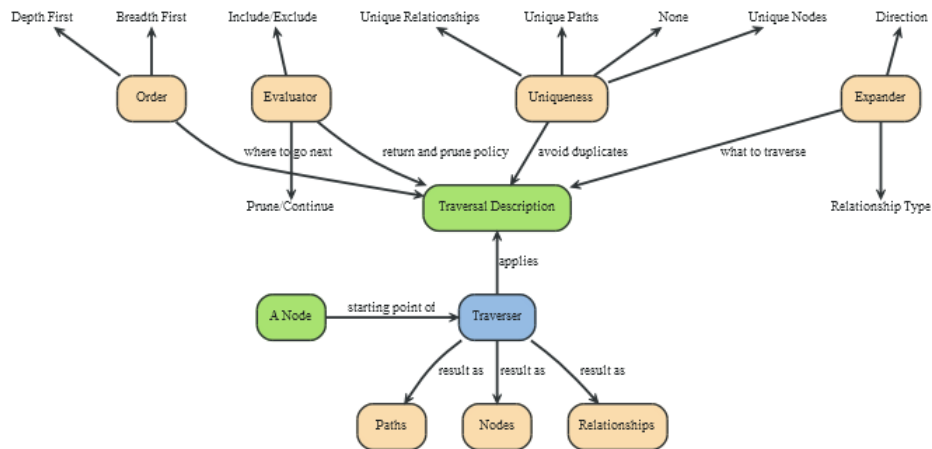 Depth First
Breadth First
Include/Exclude
Unique Relationships
Unique Paths
None
Unique Nodes
Direction
Order
Evaluator
Uniqueness
Expander
where to go next
return and prune policy
avoid duplicates
what to traverse
Prune/Continue
Traversal Description
Relationship Type
applies
A Node
starting point of
Traverser
result as
result as
result as
Paths
Nodes
Relationships